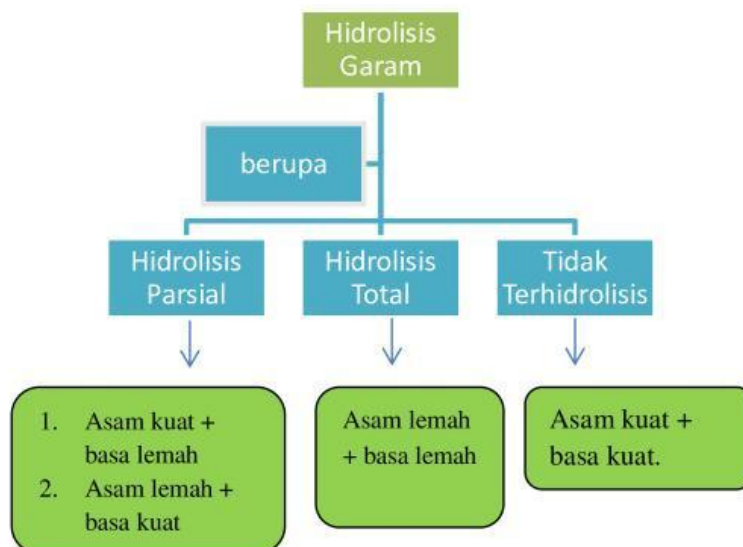 Hidrolisis
Garam
berupa
Hidrolisis
Parsial
Hidrolisis
Total
Tidak
Terhidrolisis
1. Asam kuat +
basa lemah
2. Asam lemah +
basa kuat
Asam lemah
+ basa lemah
Asam kuat +
basa kuat.